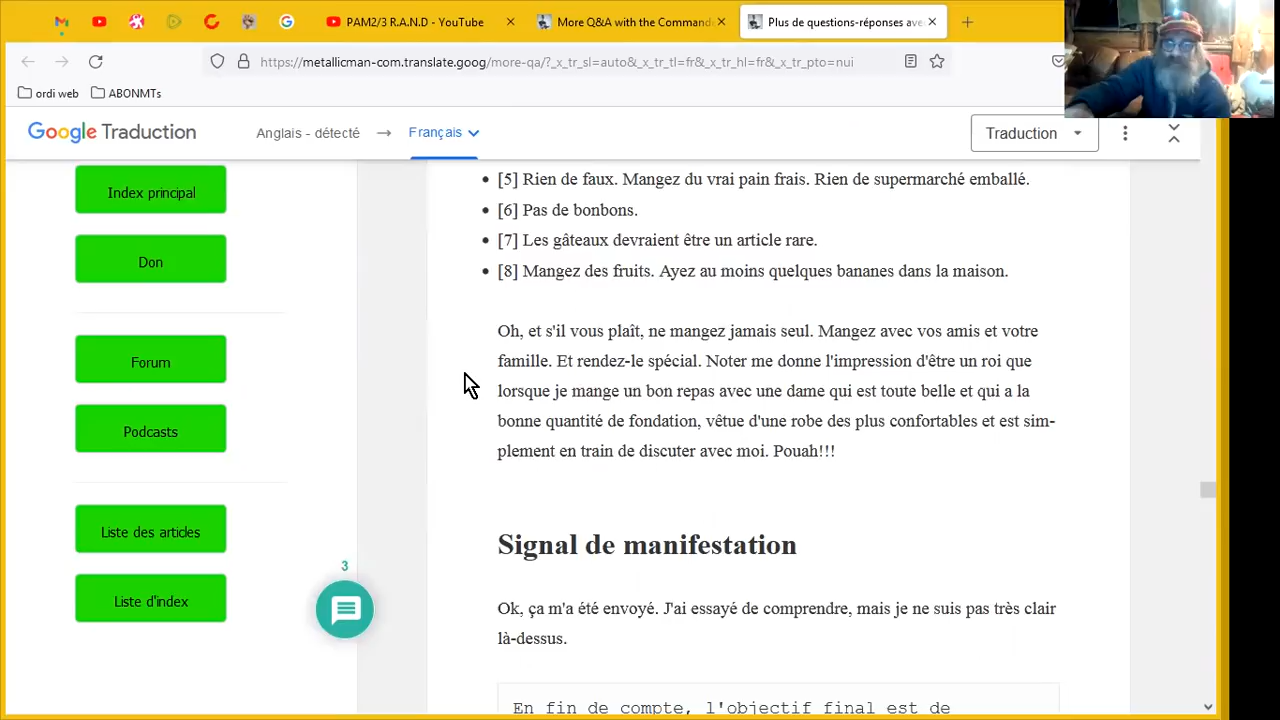 PAM2/3 R.A.N.D - YouTube
More Q&A with the Command
Plus de questions-réponses ave
https://metallicman-com.translate.goog/more-qa/?_x_tr_sl=auto&_x_tr_tl=fr&_x_tr_hl=fr&_x_tr_pto=nui
ordi web
ABONMTs
Google Traduction
Anglais - détecté
Français
Traduction
Index principal
Don
Forum
Podcasts
Liste des articles
Liste d'index
3
[5] Rien de faux. Mangez du vrai pain frais. Rien de supermarché emballé.
[6] Pas de bonbons.
[7] Les gâteaux devraient être un article rare.
[8] Mangez des fruits. Ayez au moins quelques bananes dans la maison.
Oh, et s'il vous plaît, ne mangez jamais seul. Mangez avec vos amis et votre
famille. Et rendez-le spécial. Noter me donne l'impression d'être un roi que
lorsque je mange un bon repas avec une dame qui est toute belle et qui a la
bonne quantité de fondation, vêtue d'une robe des plus confortables et est sim-
plement en train de discuter avec moi. Pouah!!!
Signal de manifestation
Ok, ça m'a été envoyé. J'ai essayé de comprendre, mais je ne suis pas très clair
là-dessus.
En fin de compte, l'objectif final est de